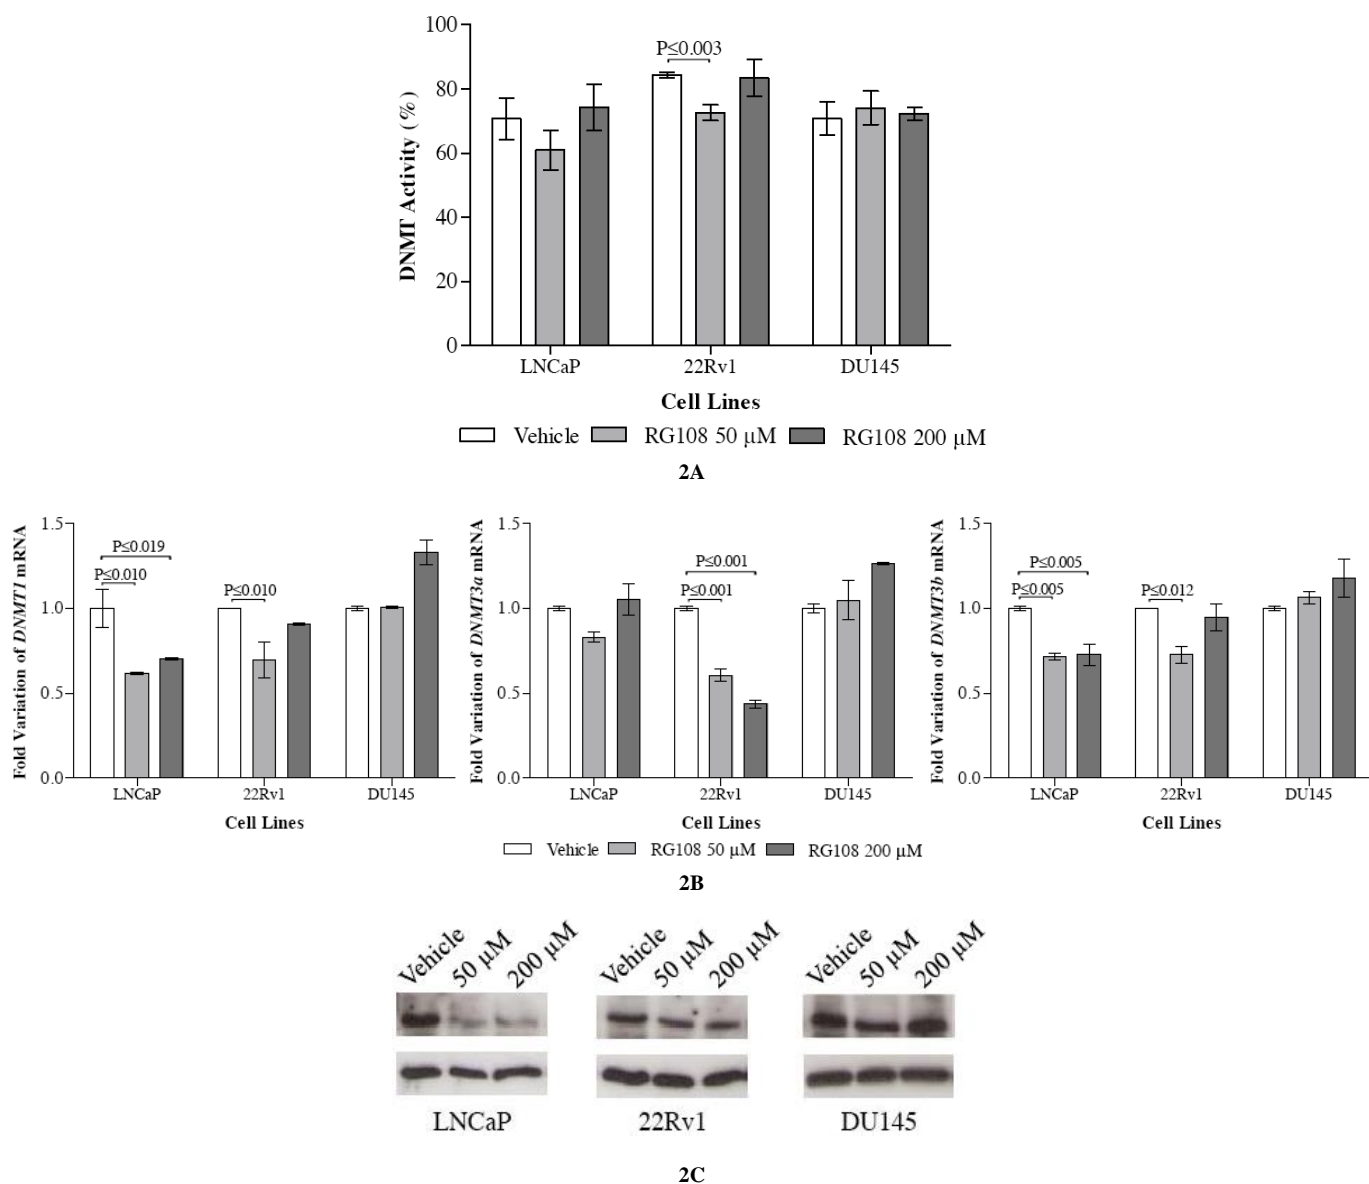 100
80
60
40
20
0
DNMT Activity (%)
P≤0.003
LNCaP 22Rv1 DU145
Cell Lines
Vehicle RG108 50 µM RG108 200 µM
2A
Fold Variation of DNMT1 mRNA
1.5
1.0
0.5
0.0
P≤0.019
P≤0.010
P≤0.010
LNCaP 22Rv1 DU145
Cell Lines
Fold Variation of DNMT3a mRNA
1.5
1.0
0.5
0.0
P≤0.001
P≤0.001
LNCaP 22Rv1 DU145
Cell Lines
Fold Variation of DNMT3b mRNA
1.5
1.0
0.5
0.0
P≤0.005
P≤0.005
P≤0.012
LNCaP 22Rv1 DU145
Cell Lines
Vehicle RG108 50 µM RG108 200 µM
2B
Vehicle 50 µM 200 µM
Vehicle 50 µM 200 µM
Vehicle 50 µM 200 µM
LNCaP 22Rv1 DU145
2C